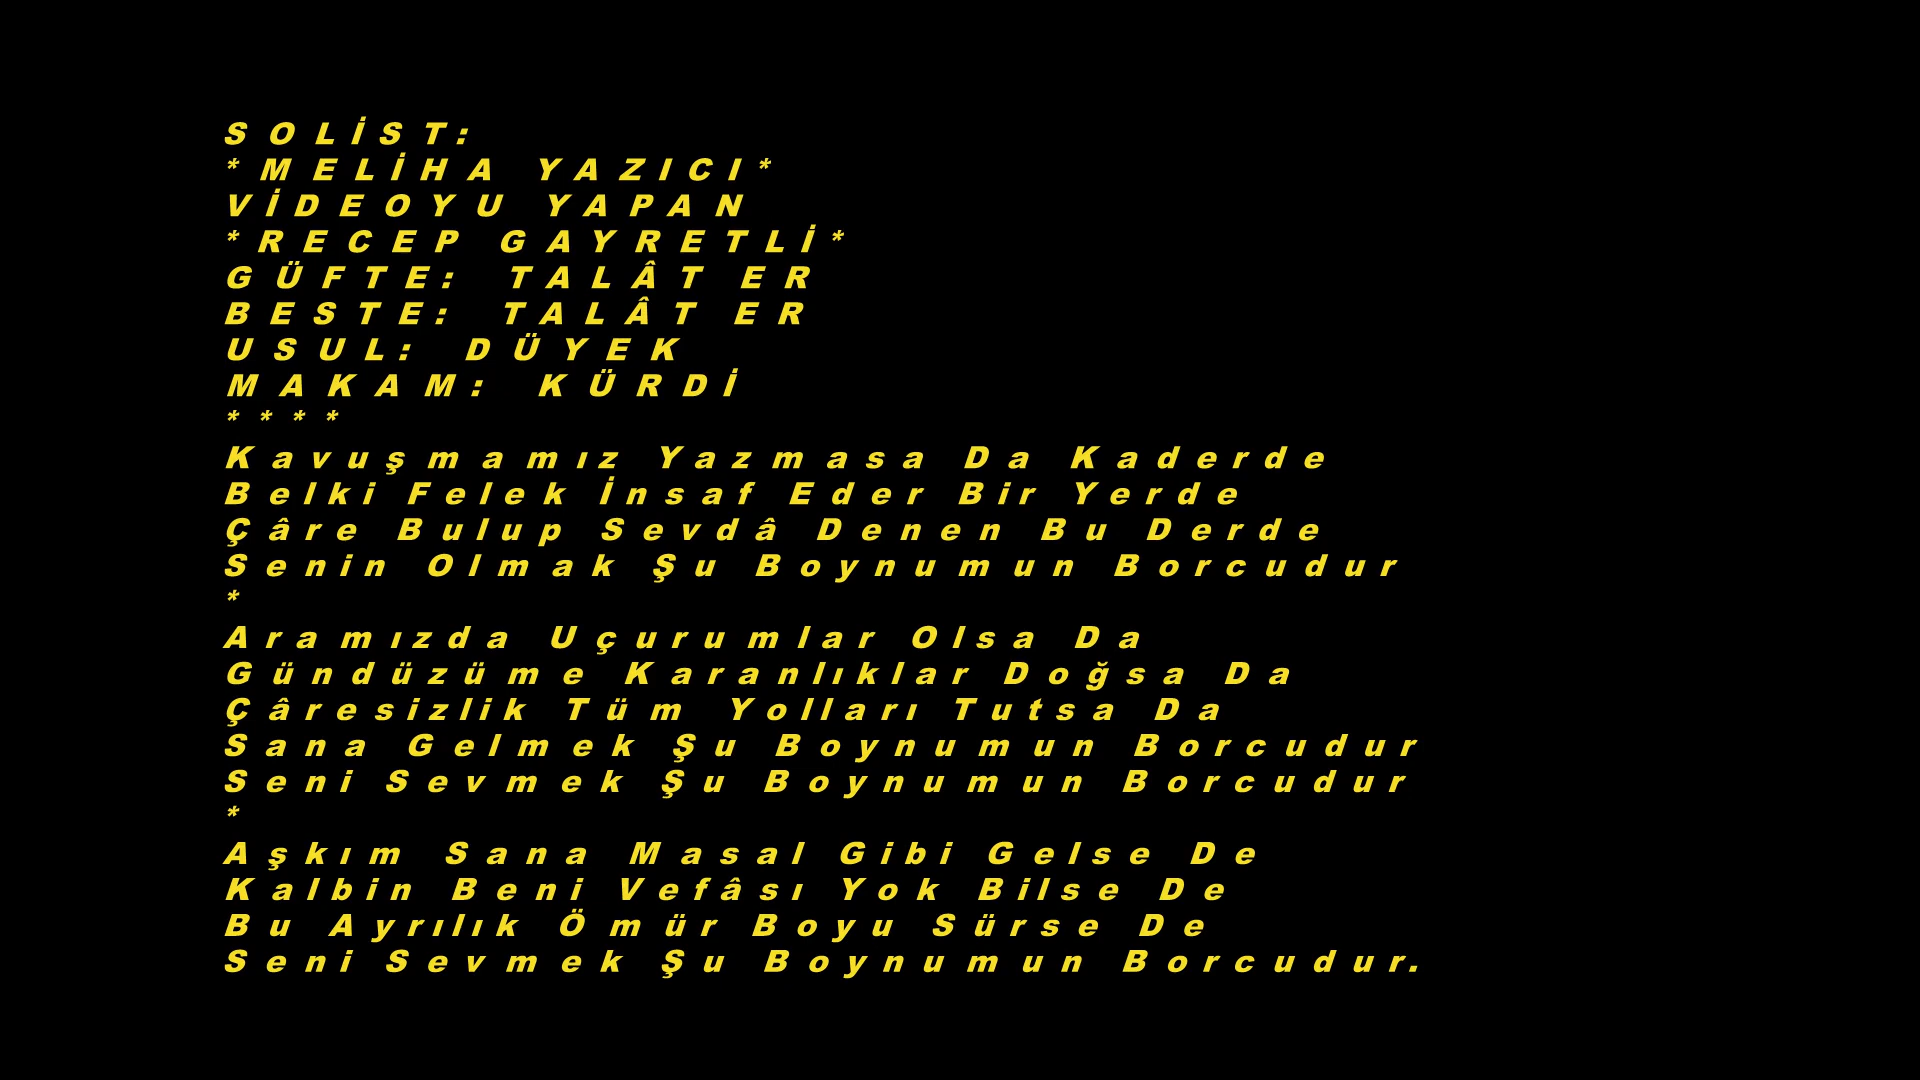 SOLİST:
*MELİHA YAZICI*
VİDEOYU YAPAN
*RECEP GAYRETLİ*
GÜFTE: TALÂT ER
BESTE: TALÂT ER
USUL: DÜYEK
MAKAM: KÜRDİ
****
Kavuşmamız Yazmasa Da Kaderde
Belki Felek İnsaf Eder Bir Yerde
Çâre Bulup Sevdâ Denen Bu Derde
Senin Olmak Şu Boynumun Borcudur
*
Aramızda Uçurumlar Olsa Da
Gündüzüme Karanlıklar Doğsa Da
Çâresizlik Tüm Yolları Tutsa Da
Sana Gelmek Şu Boynumun Borcudur
Seni Sevmek Şu Boynumun Borcudur
*
Aşkım Sana Masal Gibi Gelse De
Kalbin Beni Vefâsı Yok Bilse De
Bu Ayrılık Ömür Boyu Sürse De
Seni Sevmek Şu Boynumun Borcudur.